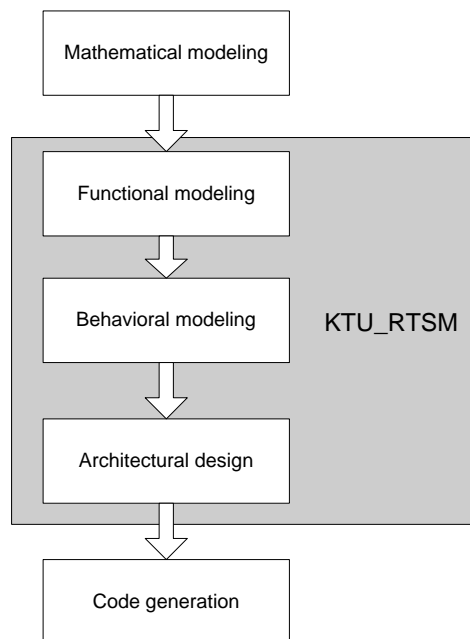 Mathematical modeling
Functional modeling
Behavioral modeling
KTU_RTSM
Architectural design
Code generation